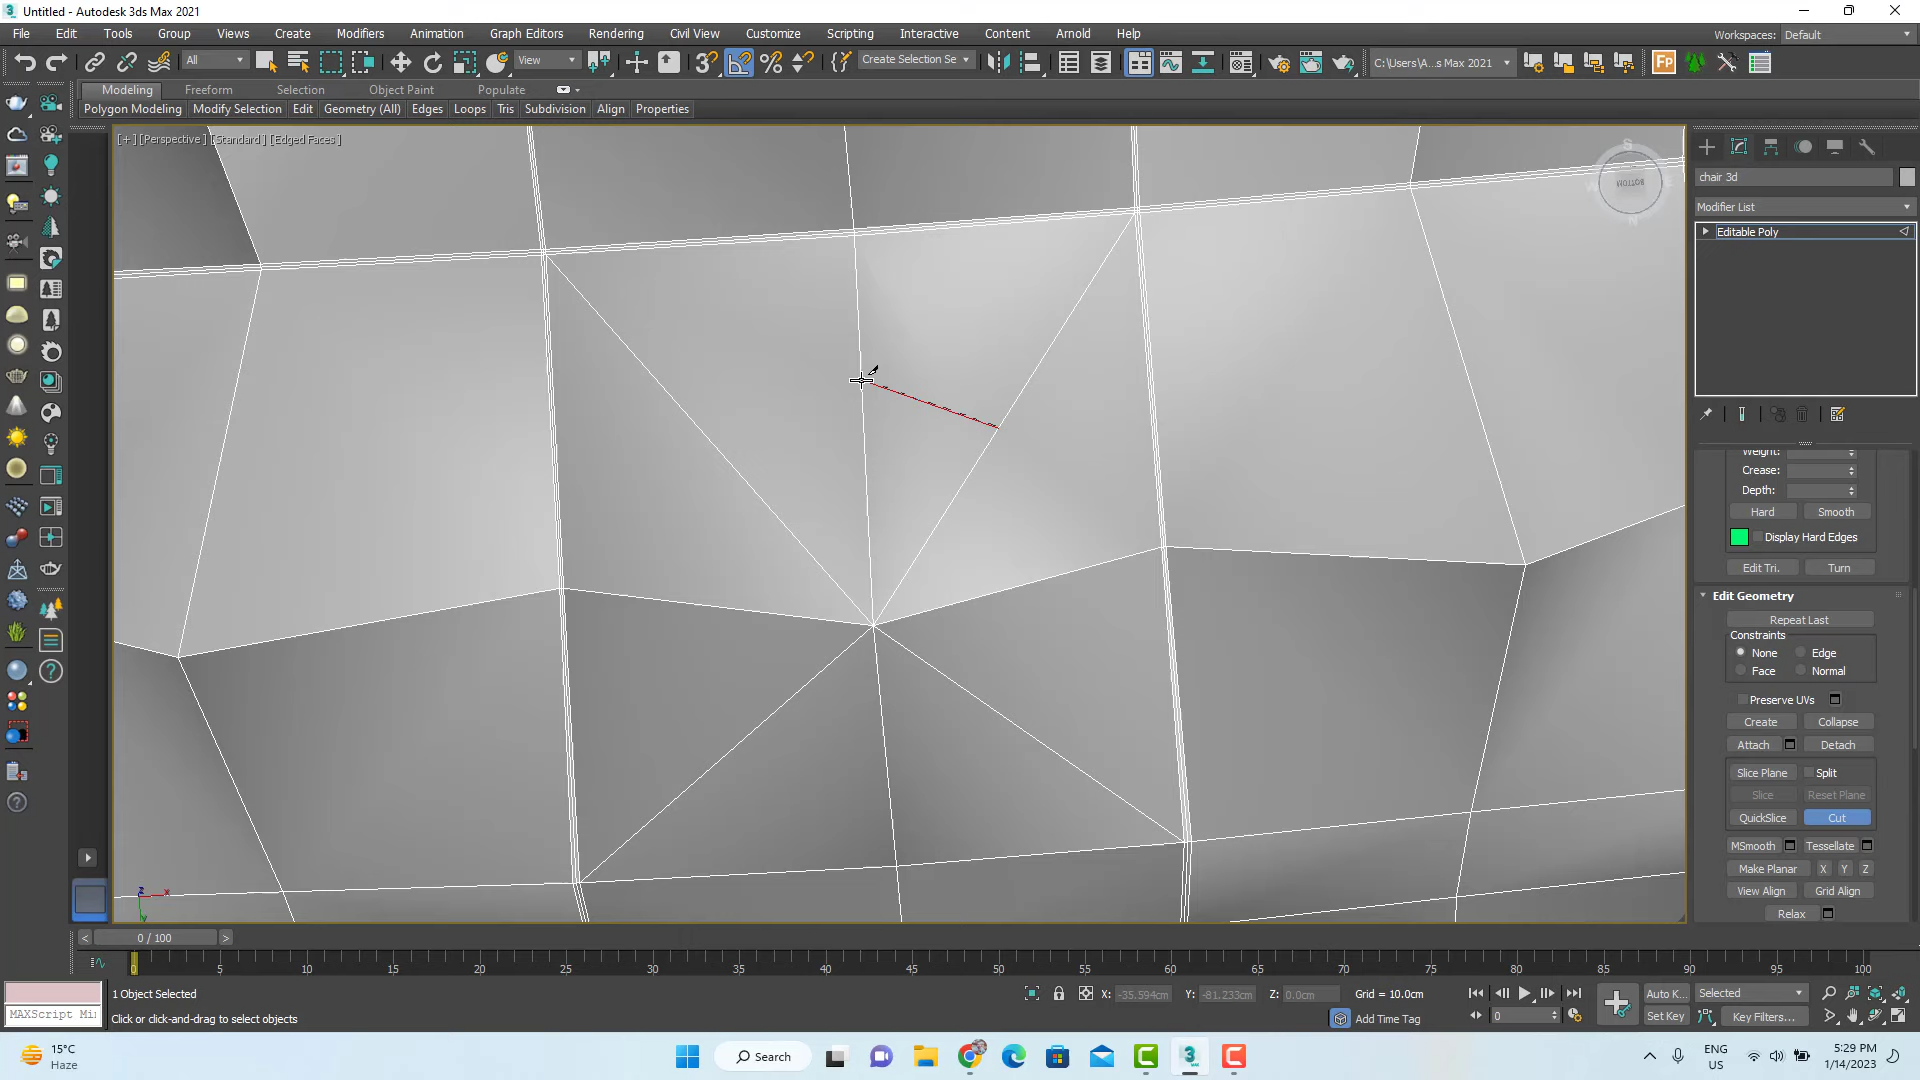 Untitled - Autodesk 3ds Max 2021
File Edit Tools Group Views Create Modifiers Animation Graph Editors Rendering Civil View Customize Scripting Interactive Content Arnold Help
Workspaces: Default
All View Create Selection Se C:\Users\A...s Max 2021
Modeling Freeform Selection Object Paint Populate
Polygon Modeling Modify Selection Edit Geometry (All) Edges Loops Tris Subdivision Align Properties
[+] [Perspective] [Standard] [Edged Faces]
S
BOTTOM
N
chair 3d
Modifier List
Editable Poly
Weight:
Crease:
Depth:
Hard Smooth
Display Hard Edges
Edit Tri. Turn
Edit Geometry
Repeat Last
Constraints
None Edge
Face Normal
Preserve UVs
Create Collapse
Attach Detach
Slice Plane Split
Slice Reset Plane
QuickSlice Cut
MSmooth Tessellate
Make Planar X Y Z
View Align Grid Align
Relax
z x y
< 0 / 100 >
0 5 10 15 20 25 30 35 40 45 50 55 60 65 70 75 80 85 90 95 100
1 Object Selected
X: -35.594cm Y: -81.233cm Z: 0.0cm Grid = 10.0cm
Auto K... Selected
MAXScript Mi
Click or click-and-drag to select objects
Add Time Tag
0
Set Key Key Filters...
15°C
Haze
Search
ENG
US
5:29 PM
1/14/2023